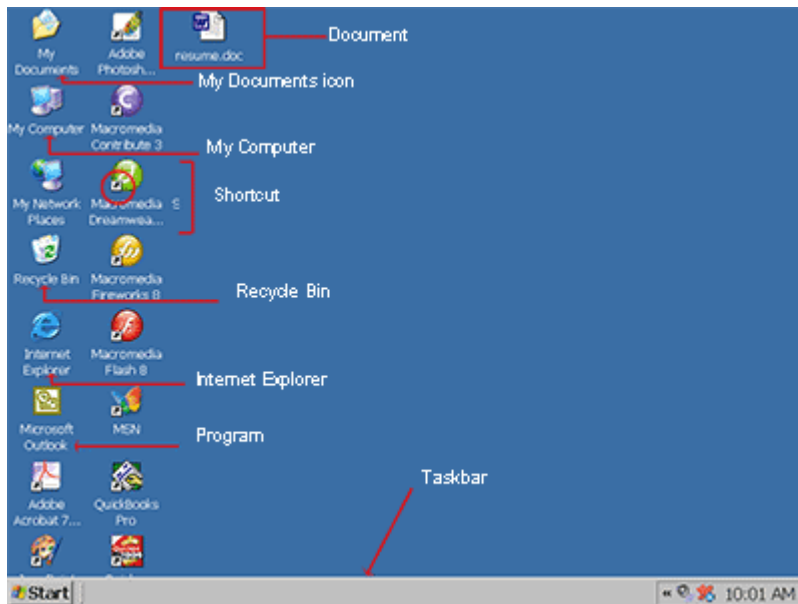 My
Documents
Adobe
Photosh...
resume.doc
Document
My Documents icon
My Computer
Macromedia
Contribute 3
My Computer
My Network
Places
Macromedia
Dreamwea...
S
Shortcut
Recycle Bin
Macromedia
Fireworks 8
Recycle Bin
Internet
Explorer
Macromedia
Flash 8
Internet Explorer
Microsoft
Outlook
MSN
Program
Adobe
Acrobat 7...
QuickBooks
Pro
Taskbar
Start
«
10:01 AM